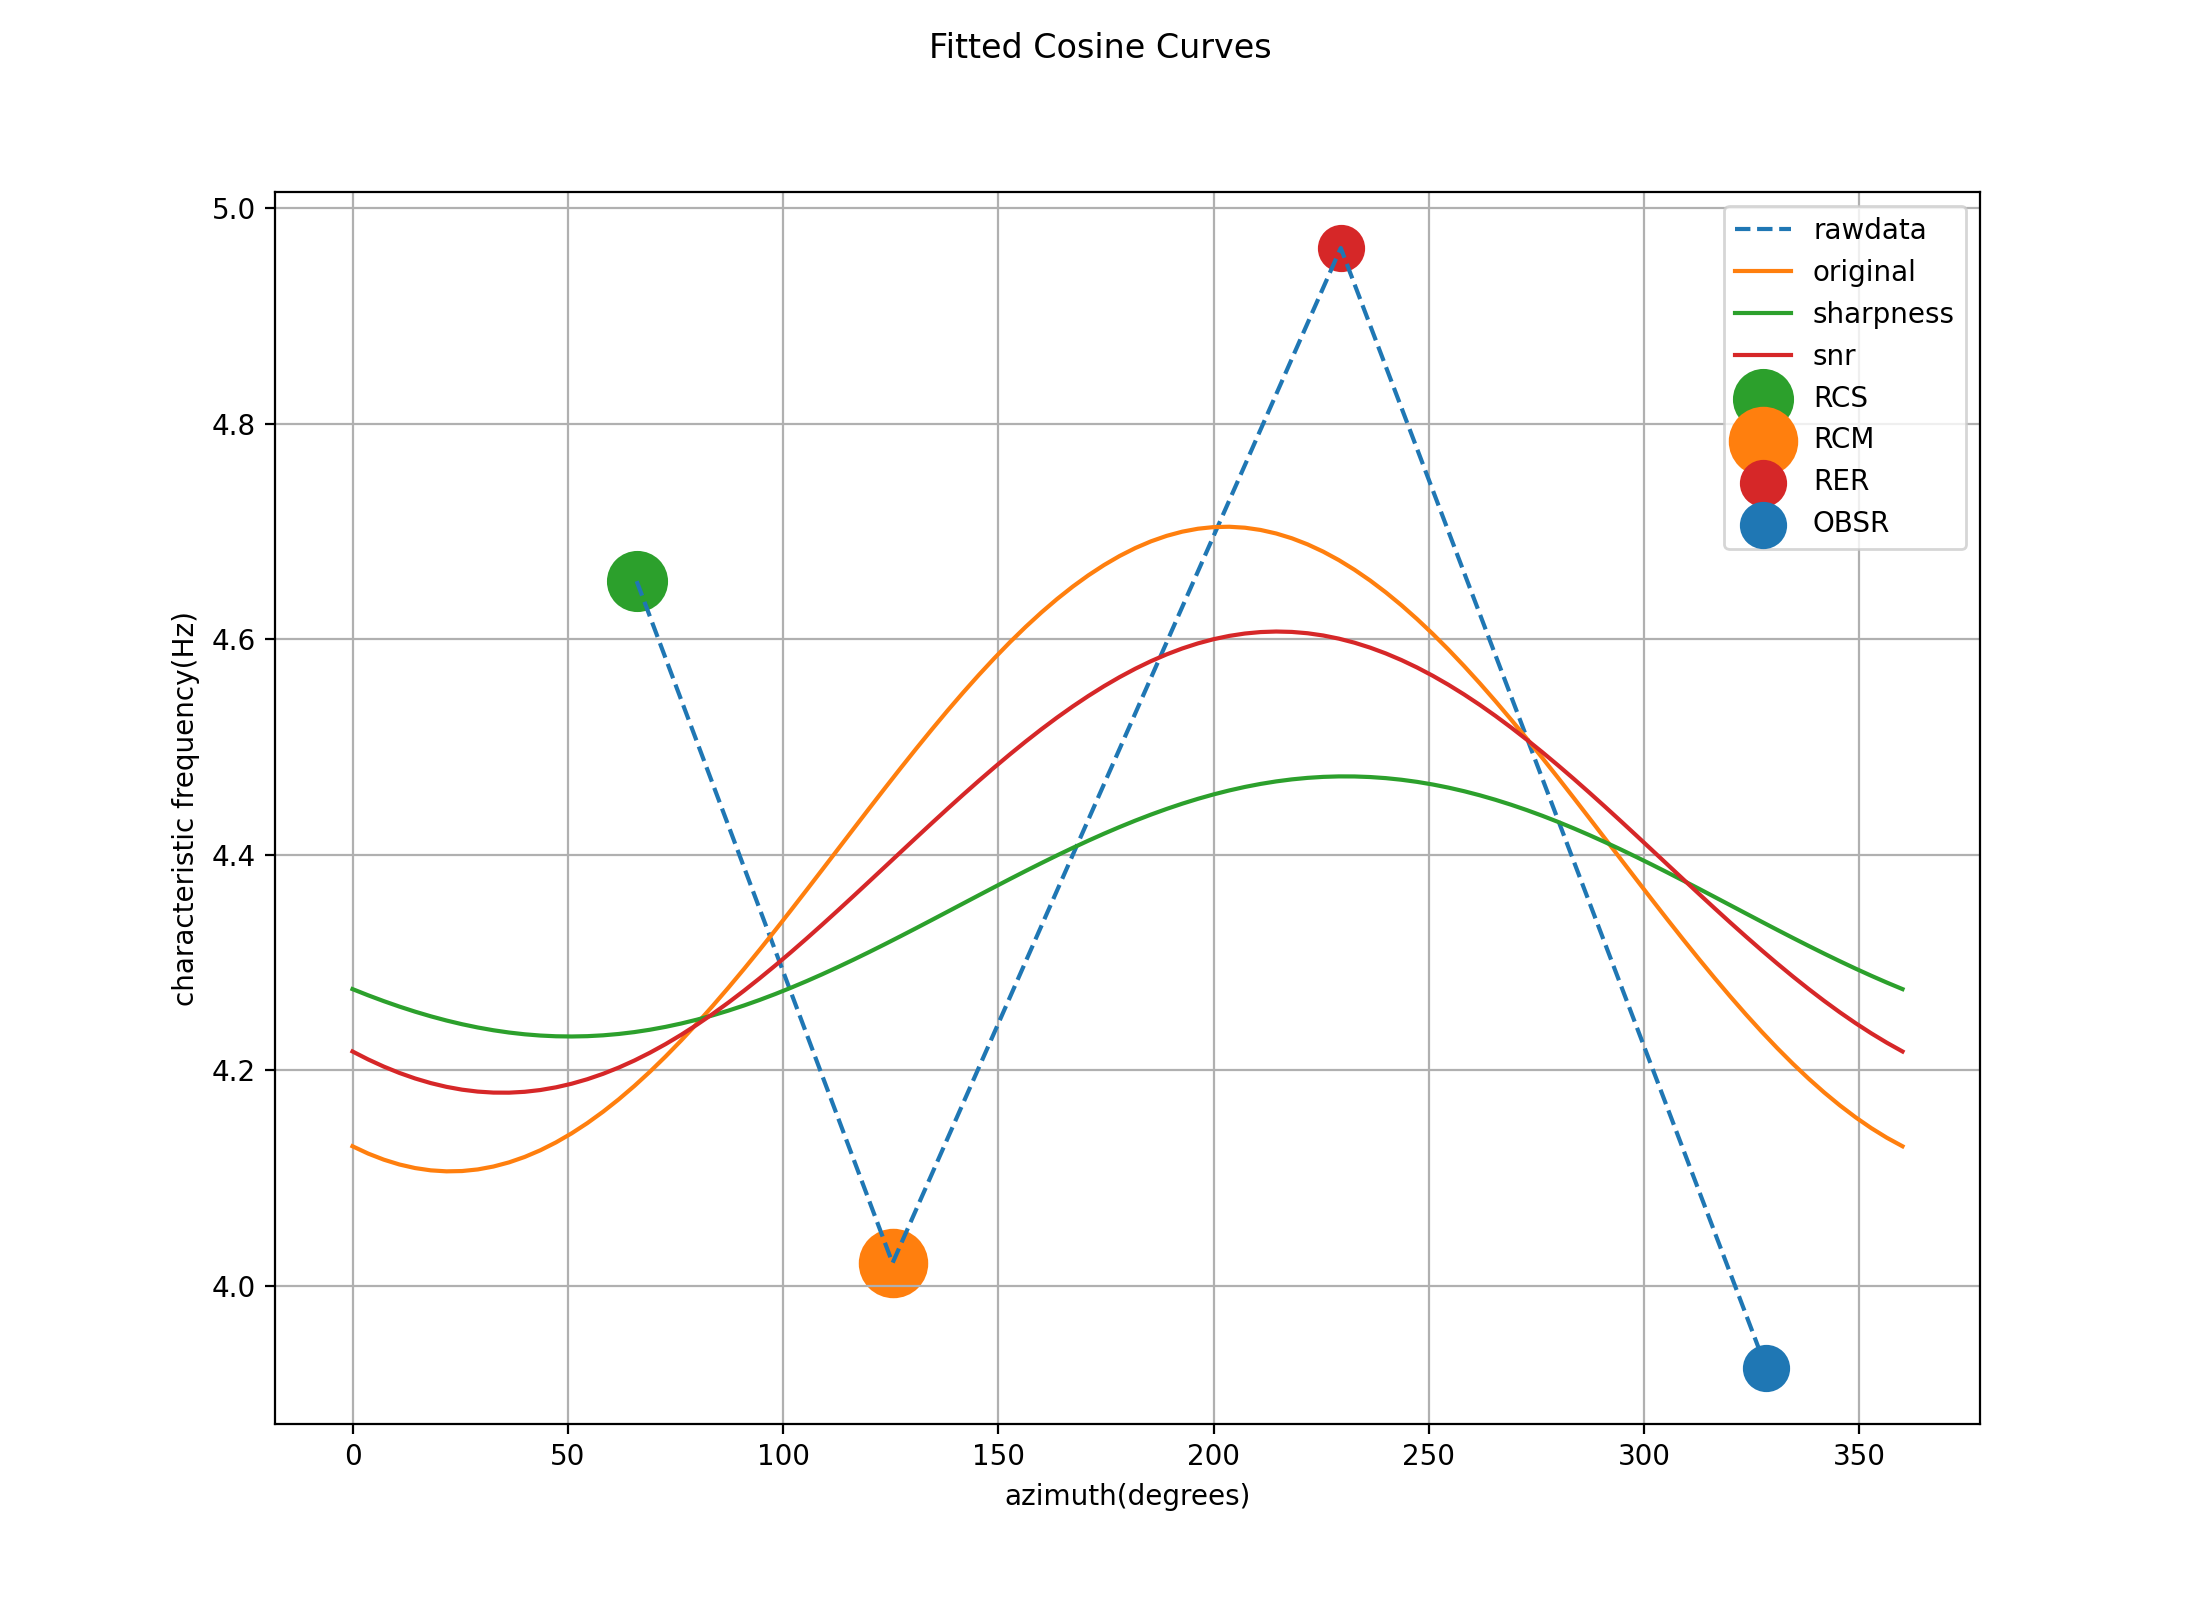 Fitted Cosine Curves
5.0
4.8
4.6
4.4
4.2
4.0
characteristic frequency(Hz)
rawdata
original
sharpness
snr
RCS
RCM
RER
OBSR
0 50 100 150 200 250 300 350
azimuth(degrees)